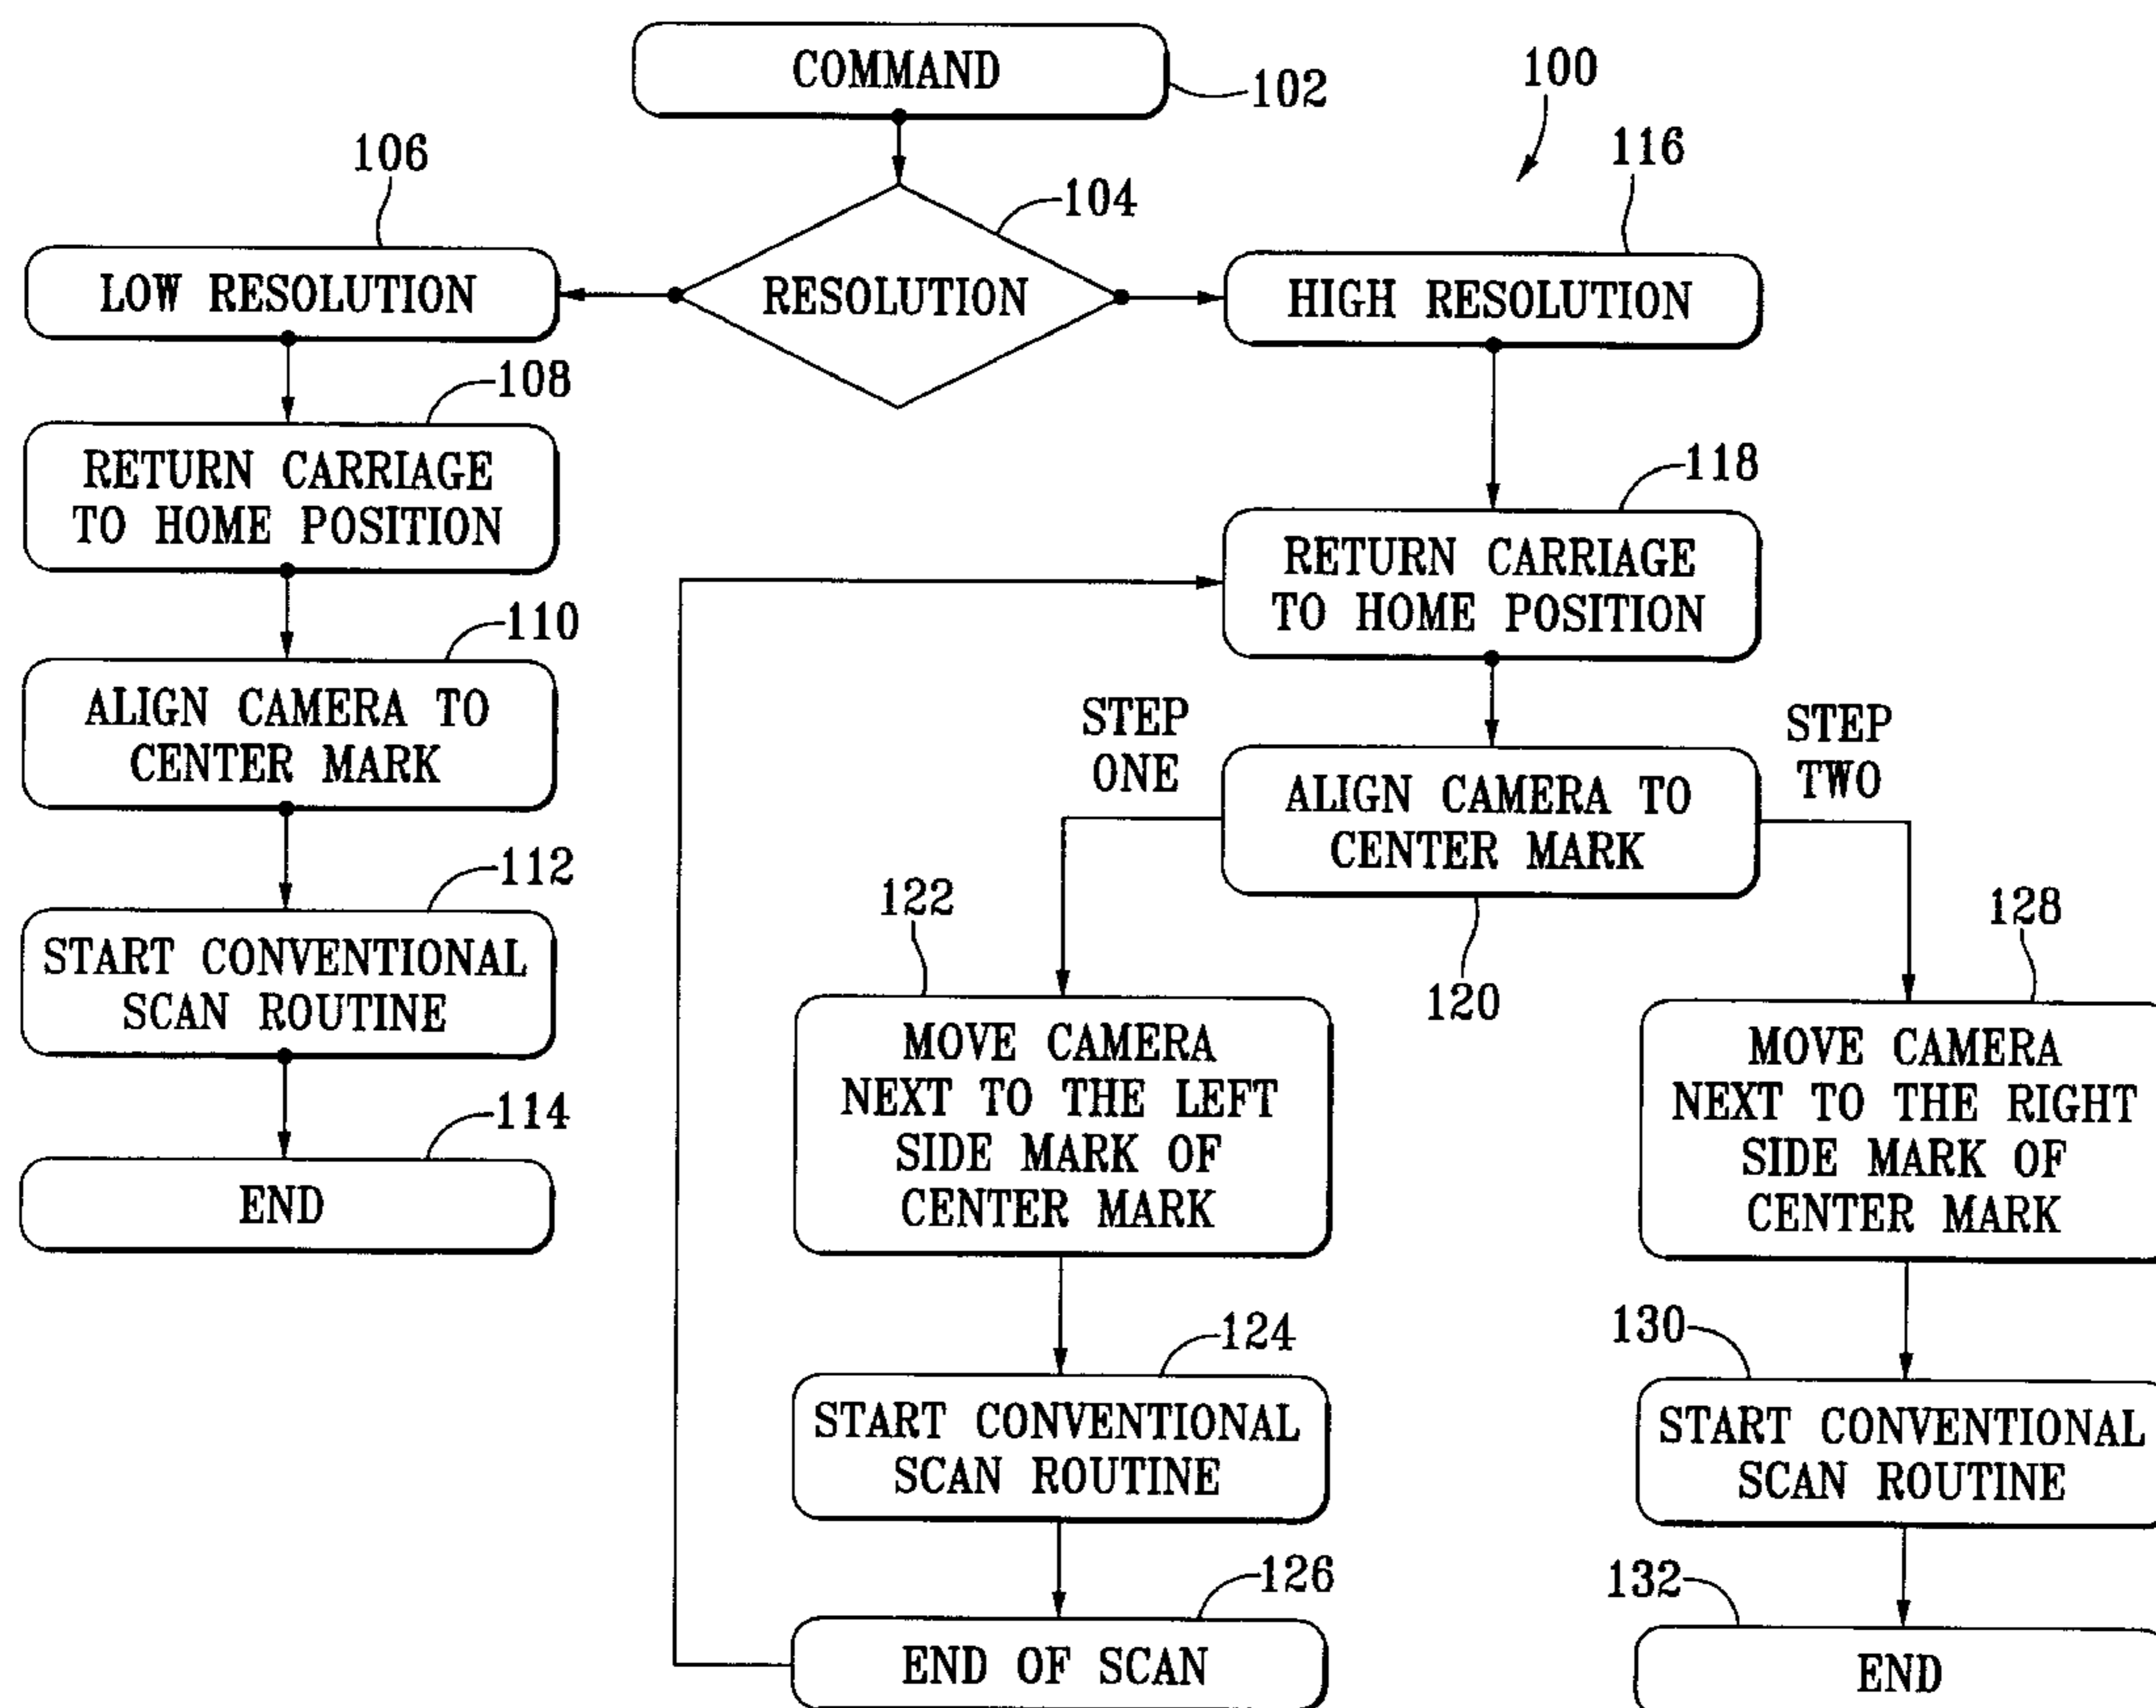 COMMAND
102
100
106
116
104
LOW RESOLUTION
RESOLUTION
HIGH RESOLUTION
108
RETURN CARRIAGE
TO HOME POSITION
118
RETURN CARRIAGE
TO HOME POSITION
110
ALIGN CAMERA TO
CENTER MARK
STEP
ONE
STEP
TWO
ALIGN CAMERA TO
CENTER MARK
120
112
START CONVENTIONAL
SCAN ROUTINE
114
END
122
MOVE CAMERA
NEXT TO THE LEFT
SIDE MARK OF
CENTER MARK
128
MOVE CAMERA
NEXT TO THE RIGHT
SIDE MARK OF
CENTER MARK
124
START CONVENTIONAL
SCAN ROUTINE
130
START CONVENTIONAL
SCAN ROUTINE
126
END OF SCAN
132
END